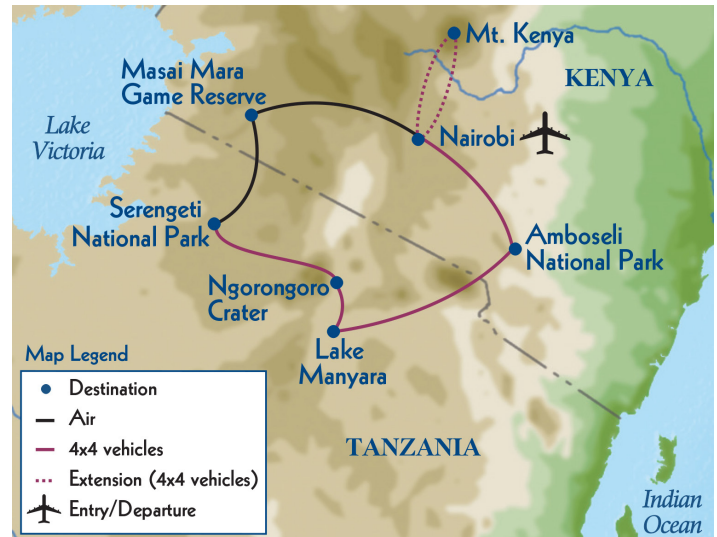 Mt. Kenya
KENYA
Masai Mara
Game Reserve
Lake
Victoria
Nairobi
Serengeti
National Park
Amboseli
National Park
Ngorongoro
Crater
Lake
Manyara
Map Legend
Destination
Air
4x4 vehicles
Extension (4x4 vehicles)
Entry/Departure
TANZANIA
Indian
Ocean